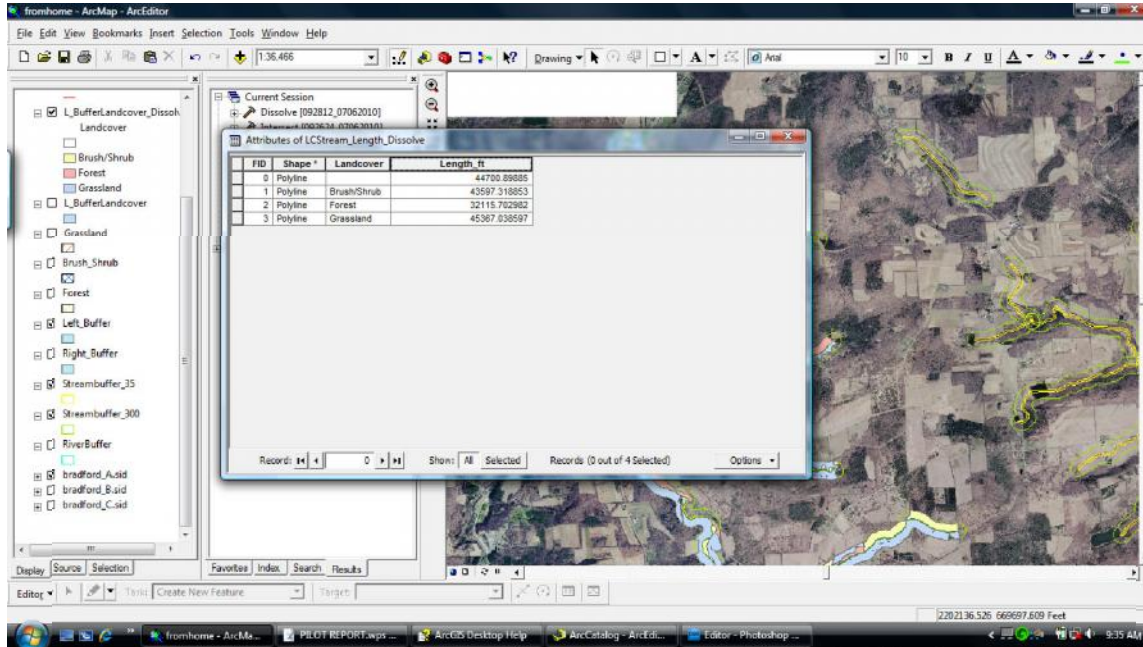 fromhome - ArcMap - ArcEditor
File Edit View Bookmarks Insert Selection Tools Window Help
1:36,466
Drawing
Arial
10
B I U A
L_BufferLandcover_Dissolv
Landcover
Brush/Shrub
Forest
Grassland
L_BufferLandcover
Grassland
Brush_Shrub
Forest
Left_Buffer
Right_Buffer
Streambuffer_35
Streambuffer_300
RiverBuffer
bradford_A.sid
bradford_B.sid
bradford_C.sid
Display Source Selection
Current Session
Dissolve [092812_07062010]
Intersect [092624_07062010]
Favorites Index Search Results
Attributes of LCStream_Length_Dissolve
FID Shape * Landcover Length_ft
0 Polyline 44700.89885
1 Polyline Brush/Shrub 43597.318853
2 Polyline Forest 32115.702982
3 Polyline Grassland 45367.038597
Record: 0 Show: All Selected Records (0 out of 4 Selected) Options
Editor Task: Create New Feature Target:
2202136.526 669697.609 Feet
fromhome - ArcMa... PILOT REPORT.wps ... ArcGIS Desktop Help ArcCatalog - ArcEdi... Editor - Photoshop ... 9:35 AM